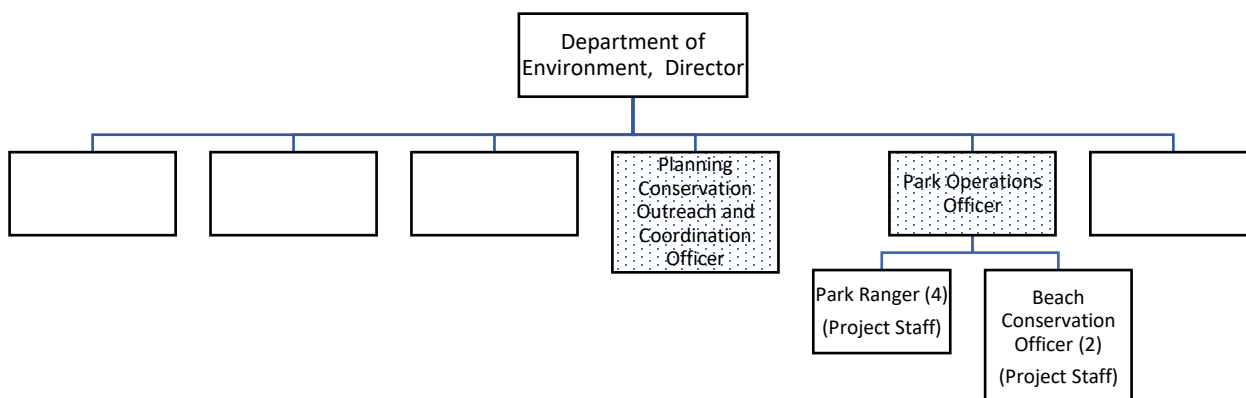 Department of
Environment,  Director
Planning
Conservation
Outreach and
Coordination
Officer
Park Operations
Officer
Park Ranger (4)
(Project Staff)
Beach
Conservation
Officer (2)
(Project Staff)